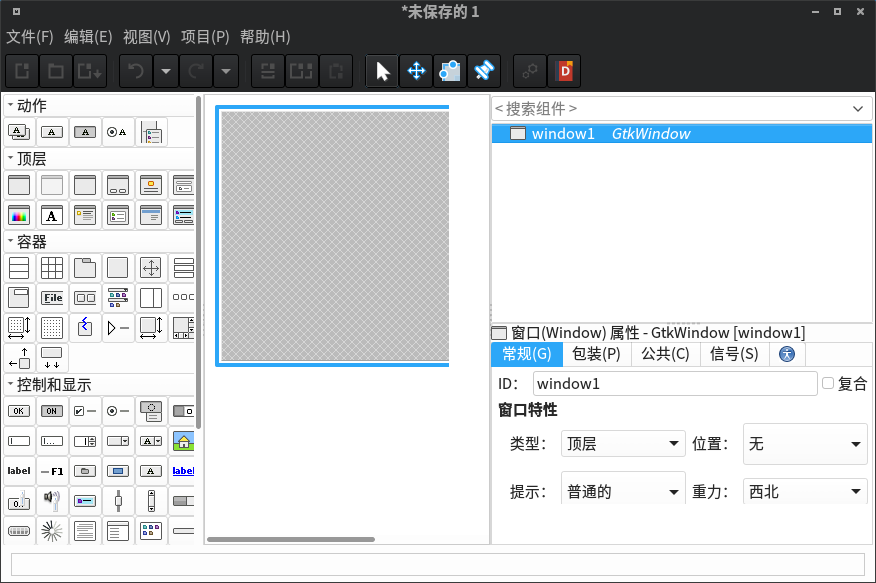 *未保存的 1
文件(F) 编辑(E) 视图(V) 项目(P) 帮助(H)
D
动作
< 搜索组件 >
A A A A
window1 GtkWindow
顶层
A
容器
File
窗口(Window) 属性 - GtkWindow [window1]
常规(G) 包装(P) 公共(C) 信号(S)
控制和显示
ID: window1 复合
窗口特性
OK ON
类型: 顶层 位置: 无
A
label F1 A label
提示: 普通的 重力: 西北
0.